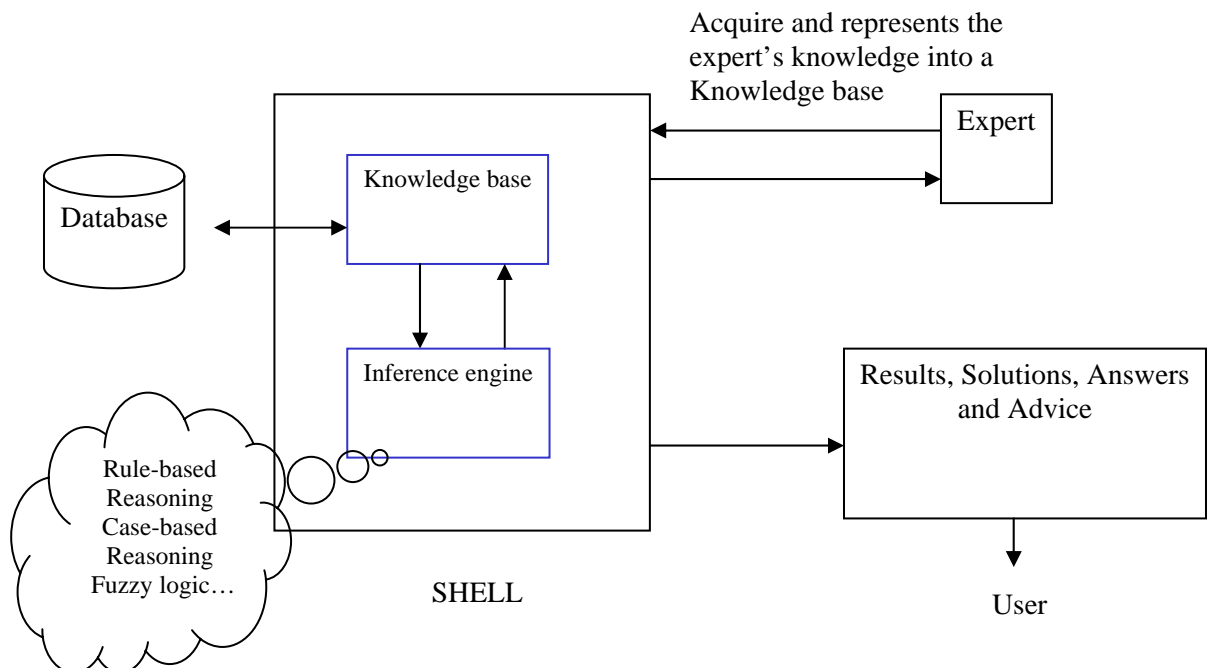 Acquire and represents the
expert’s knowledge into a
Knowledge base
Expert
Knowledge base
Database
Inference engine
Results, Solutions, Answers
and Advice
Rule-based
Reasoning
Case-based
Reasoning
Fuzzy logic…
SHELL
User